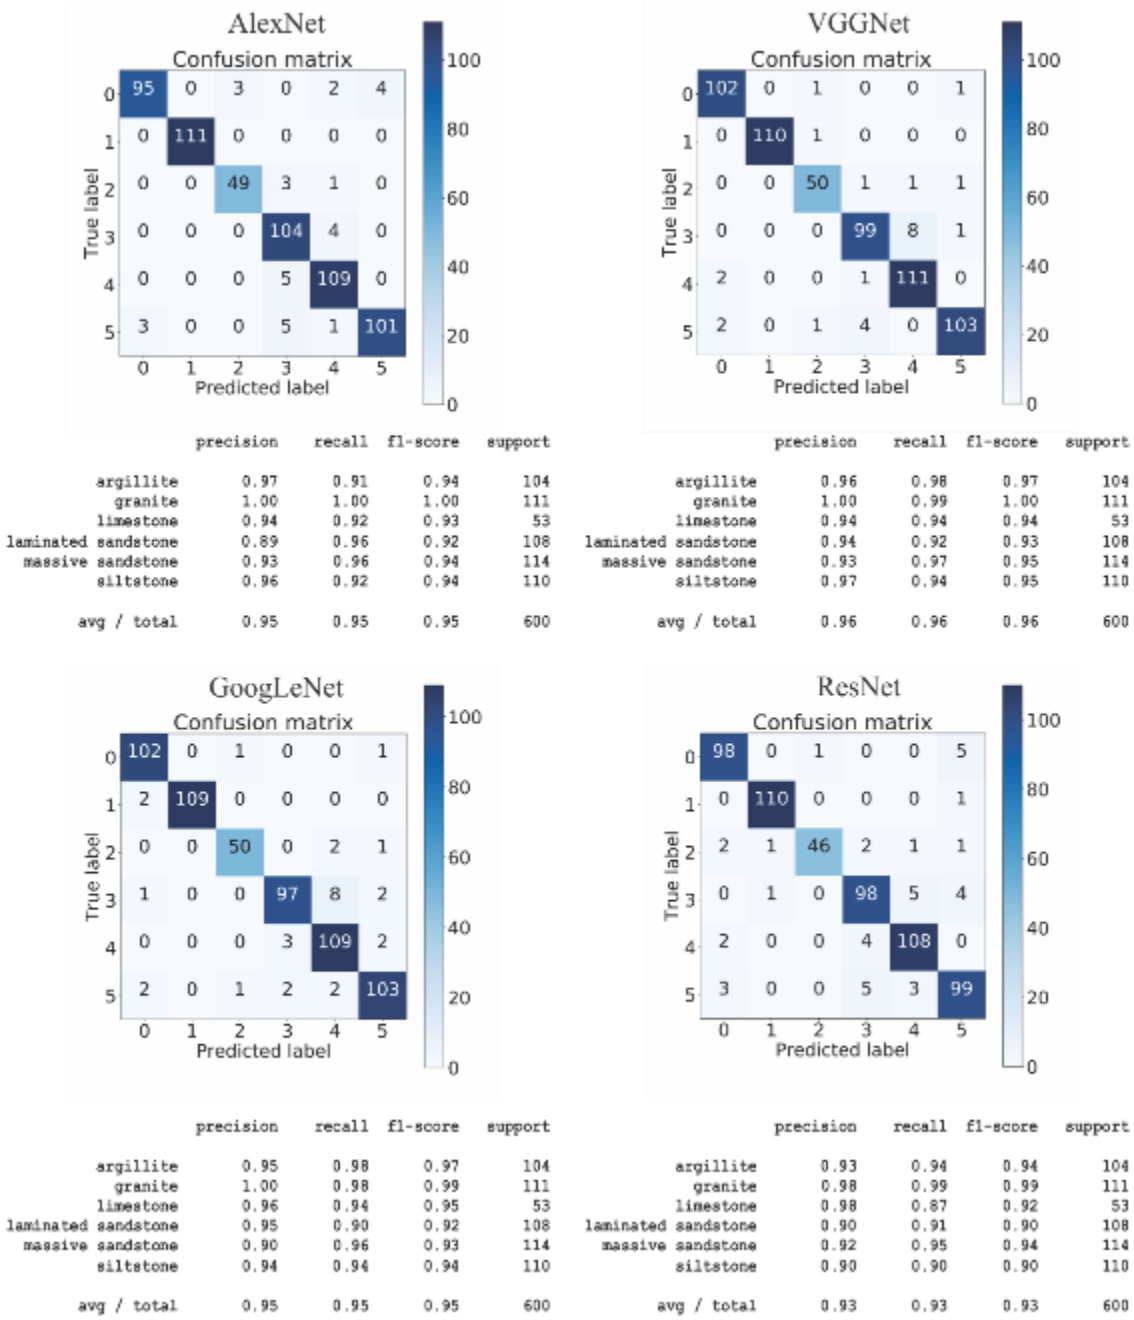 AlexNet
Confusion matrix
0 95 0 3 0 2 4
1 0 111 0 0 0 0
2 0 0 49 3 1 0
3 0 0 0 104 4 0
4 0 0 0 5 109 0
5 3 0 0 5 1 101
0 1 2 3 4 5
True label
Predicted label
100
80
60
40
20
0
precision recall f1-score support
argillite 0.97 0.91 0.94 104
granite 1.00 1.00 1.00 111
limestone 0.94 0.92 0.93 53
laminated sandstone 0.89 0.96 0.92 108
massive sandstone 0.93 0.96 0.94 114
siltstone 0.96 0.92 0.94 110
avg / total 0.95 0.95 0.95 600
VGGNet
Confusion matrix
0 102 0 1 0 0 1
1 0 110 1 0 0 0
2 0 0 50 1 1 1
3 0 0 0 99 8 1
4 2 0 0 1 111 0
5 2 0 1 4 0 103
0 1 2 3 4 5
True label
Predicted label
100
80
60
40
20
0
precision recall f1-score support
argillite 0.96 0.98 0.97 104
granite 1.00 0.99 1.00 111
limestone 0.94 0.94 0.94 53
laminated sandstone 0.94 0.92 0.93 108
massive sandstone 0.93 0.97 0.95 114
siltstone 0.97 0.94 0.95 110
avg / total 0.96 0.96 0.96 600
GoogLeNet
Confusion matrix
0 102 0 1 0 0 1
1 2 109 0 0 0 0
2 0 0 50 0 2 1
3 1 0 0 97 8 2
4 0 0 0 3 109 2
5 2 0 1 2 2 103
0 1 2 3 4 5
True label
Predicted label
100
80
60
40
20
0
precision recall f1-score support
argillite 0.95 0.98 0.97 104
granite 1.00 0.98 0.99 111
limestone 0.96 0.94 0.95 53
laminated sandstone 0.95 0.90 0.92 108
massive sandstone 0.90 0.96 0.93 114
siltstone 0.94 0.94 0.94 110
avg / total 0.95 0.95 0.95 600
ResNet
Confusion matrix
0 98 0 1 0 0 5
1 0 110 0 0 0 1
2 2 1 46 2 1 1
3 0 1 0 98 5 4
4 2 0 0 4 108 0
5 3 0 0 5 3 99
0 1 2 3 4 5
True label
Predicted label
100
80
60
40
20
0
precision recall f1-score support
argillite 0.93 0.94 0.94 104
granite 0.98 0.99 0.99 111
limestone 0.98 0.87 0.92 53
laminated sandstone 0.90 0.91 0.90 108
massive sandstone 0.92 0.95 0.94 114
siltstone 0.90 0.90 0.90 110
avg / total 0.93 0.93 0.93 600